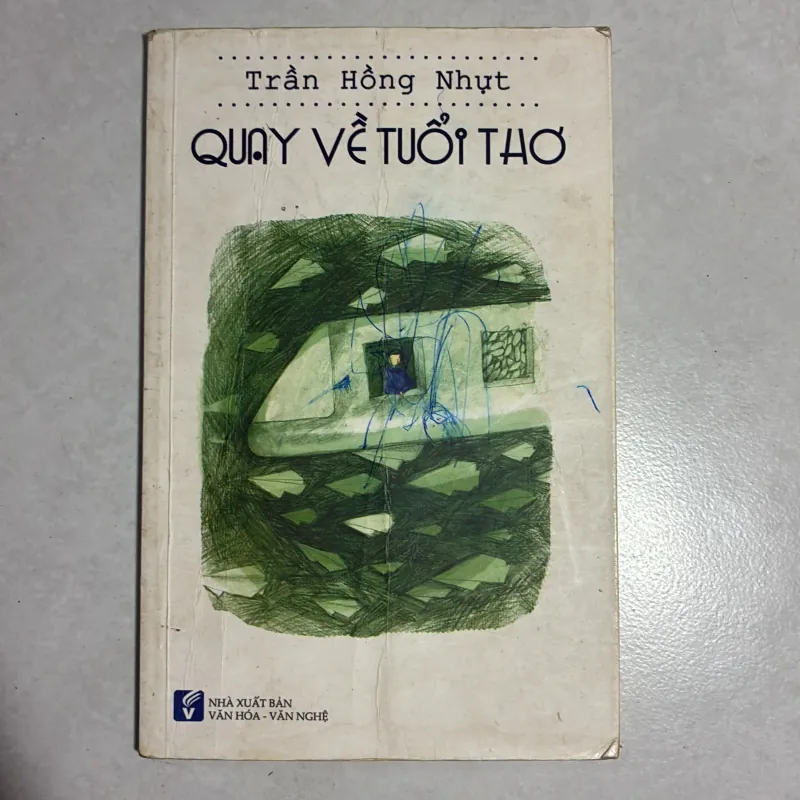 Trần Hồng Nhựt
QUAY VỀ TUỔI THƠ
NHÀ XUẤT BẢN
VĂN HÓA - VĂN NGHỆ